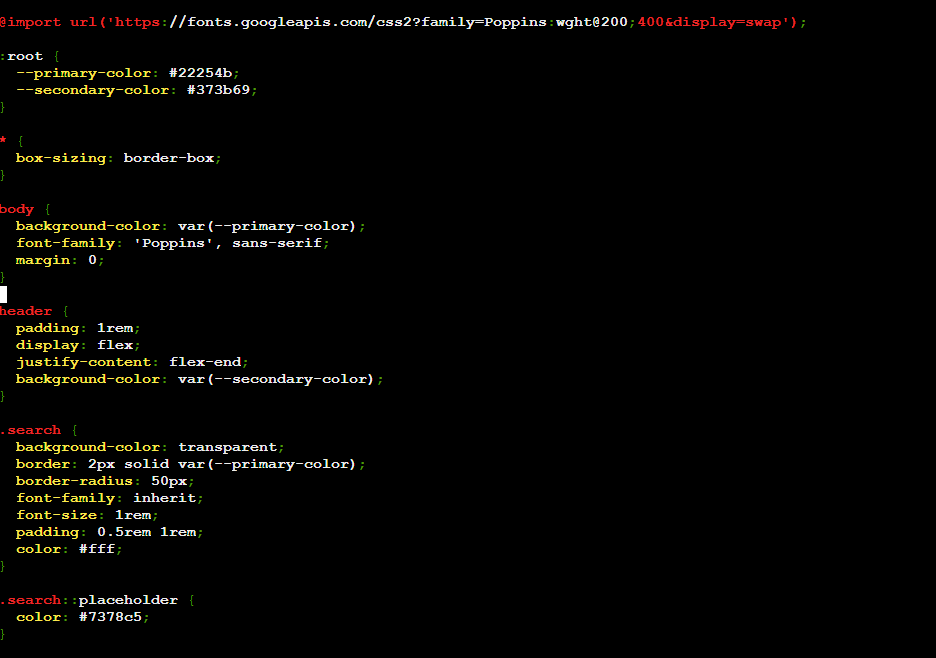 @import url('https://fonts.googleapis.com/css2?family=Poppins:wght@200;400&display=swap');
:root {
  --primary-color: #22254b;
  --secondary-color: #373b69;
}
* {
  box-sizing: border-box;
}
body {
  background-color: var(--primary-color);
  font-family: 'Poppins', sans-serif;
  margin: 0;
}
header {
  padding: 1rem;
  display: flex;
  justify-content: flex-end;
  background-color: var(--secondary-color);
}
.search {
  background-color: transparent;
  border: 2px solid var(--primary-color);
  border-radius: 50px;
  font-family: inherit;
  font-size: 1rem;
  padding: 0.5rem 1rem;
  color: #fff;
}
.search::placeholder {
  color: #7378c5;
}